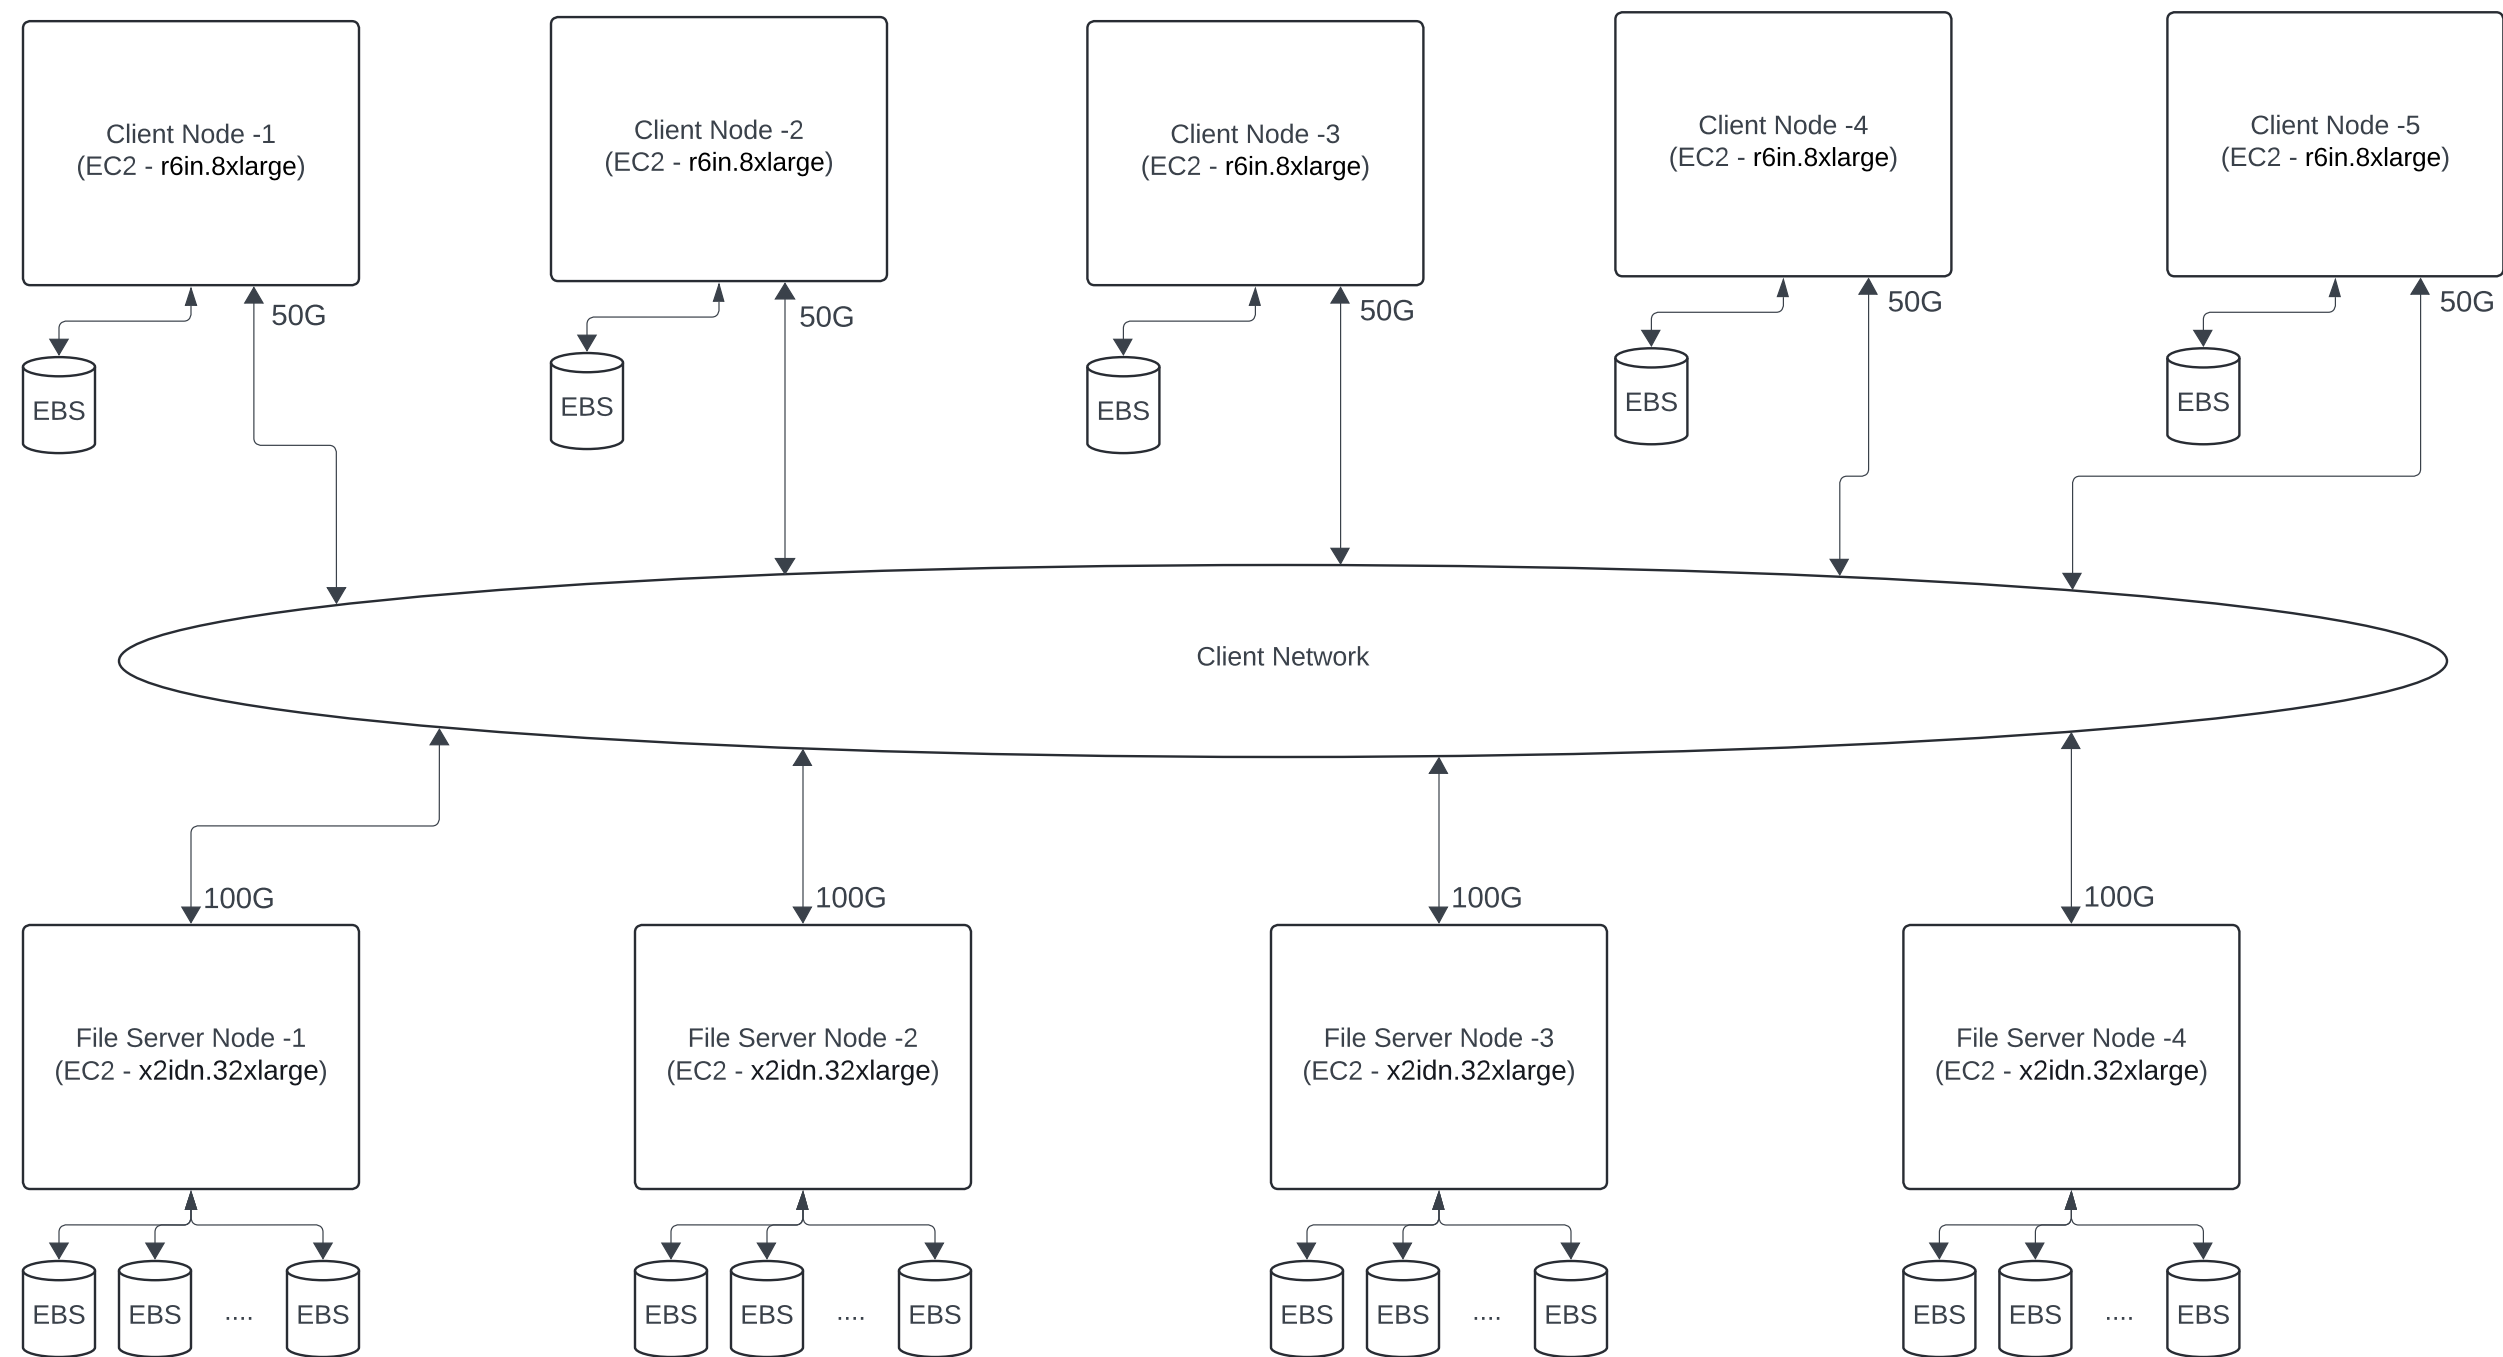 Client Node -1
(EC2 - r6in.8xlarge)
Client Node -2
(EC2 - r6in.8xlarge)
Client Node -3
(EC2 - r6in.8xlarge)
Client Node -4
(EC2 - r6in.8xlarge)
Client Node -5
(EC2 - r6in.8xlarge)
50G
50G
50G
50G
50G
EBS
EBS
EBS
EBS
EBS
Client Network
100G
100G
100G
100G
File Server Node -1
(EC2 - x2idn.32xlarge)
File Server Node -2
(EC2 - x2idn.32xlarge)
File Server Node -3
(EC2 - x2idn.32xlarge)
File Server Node -4
(EC2 - x2idn.32xlarge)
EBS
EBS
....
EBS
EBS
EBS
....
EBS
EBS
EBS
....
EBS
EBS
EBS
....
EBS